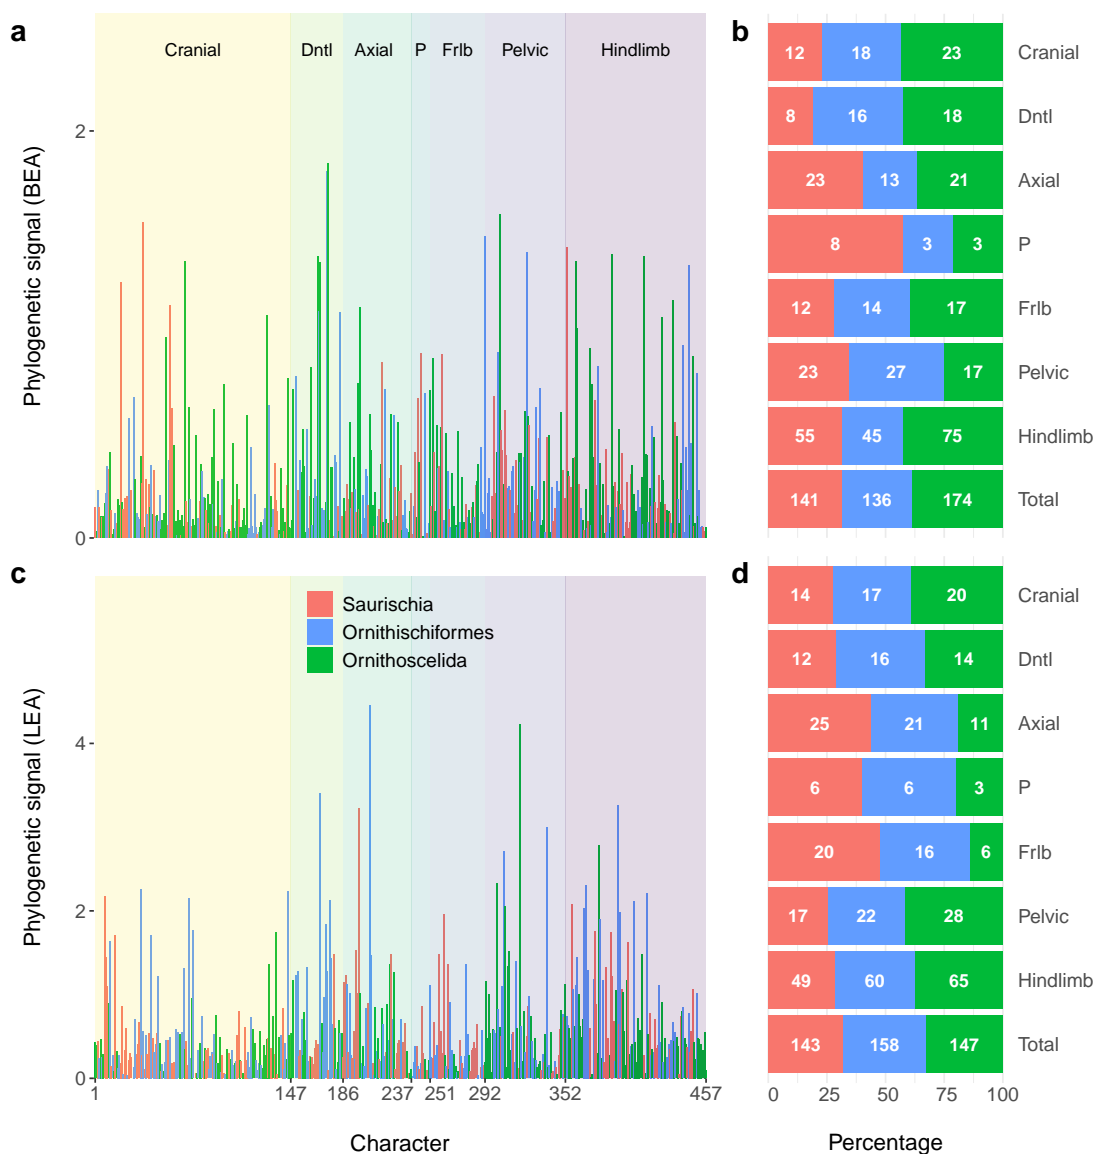 a
Cranial Dntl Axial P Frlb Pelvic Hindlimb
Phylogenetic signal (BEA)
2
0
b
12 18 23 Cranial
8 16 18 Dntl
23 13 21 Axial
8 3 3 P
12 14 17 Frlb
23 27 17 Pelvic
55 45 75 Hindlimb
141 136 174 Total
c
Saurischia
Ornithischiformes
Ornithoscelida
Phylogenetic signal (LEA)
4
2
0
1 147 186 237 251 292 352 457
Character
d
14 17 20 Cranial
12 16 14 Dntl
25 21 11 Axial
6 6 3 P
20 16 6 Frlb
17 22 28 Pelvic
49 60 65 Hindlimb
143 158 147 Total
0 25 50 75 100
Percentage